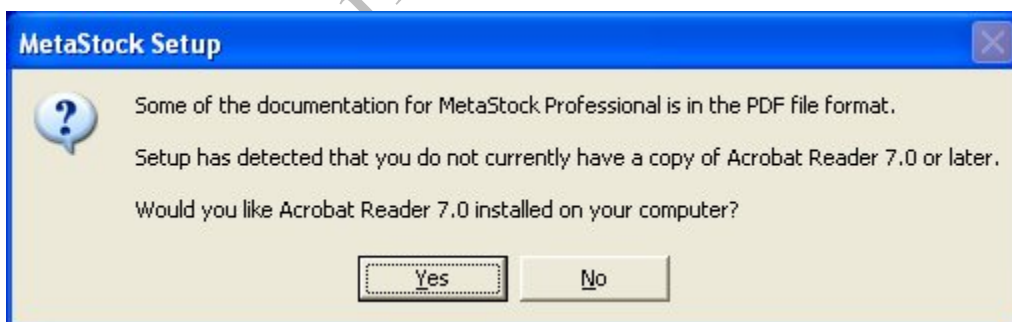 MetaStock Setup
Some of the documentation for MetaStock Professional is in the PDF file format.
Setup has detected that you do not currently have a copy of Acrobat Reader 7.0 or later.
Would you like Acrobat Reader 7.0 installed on your computer?
Yes No